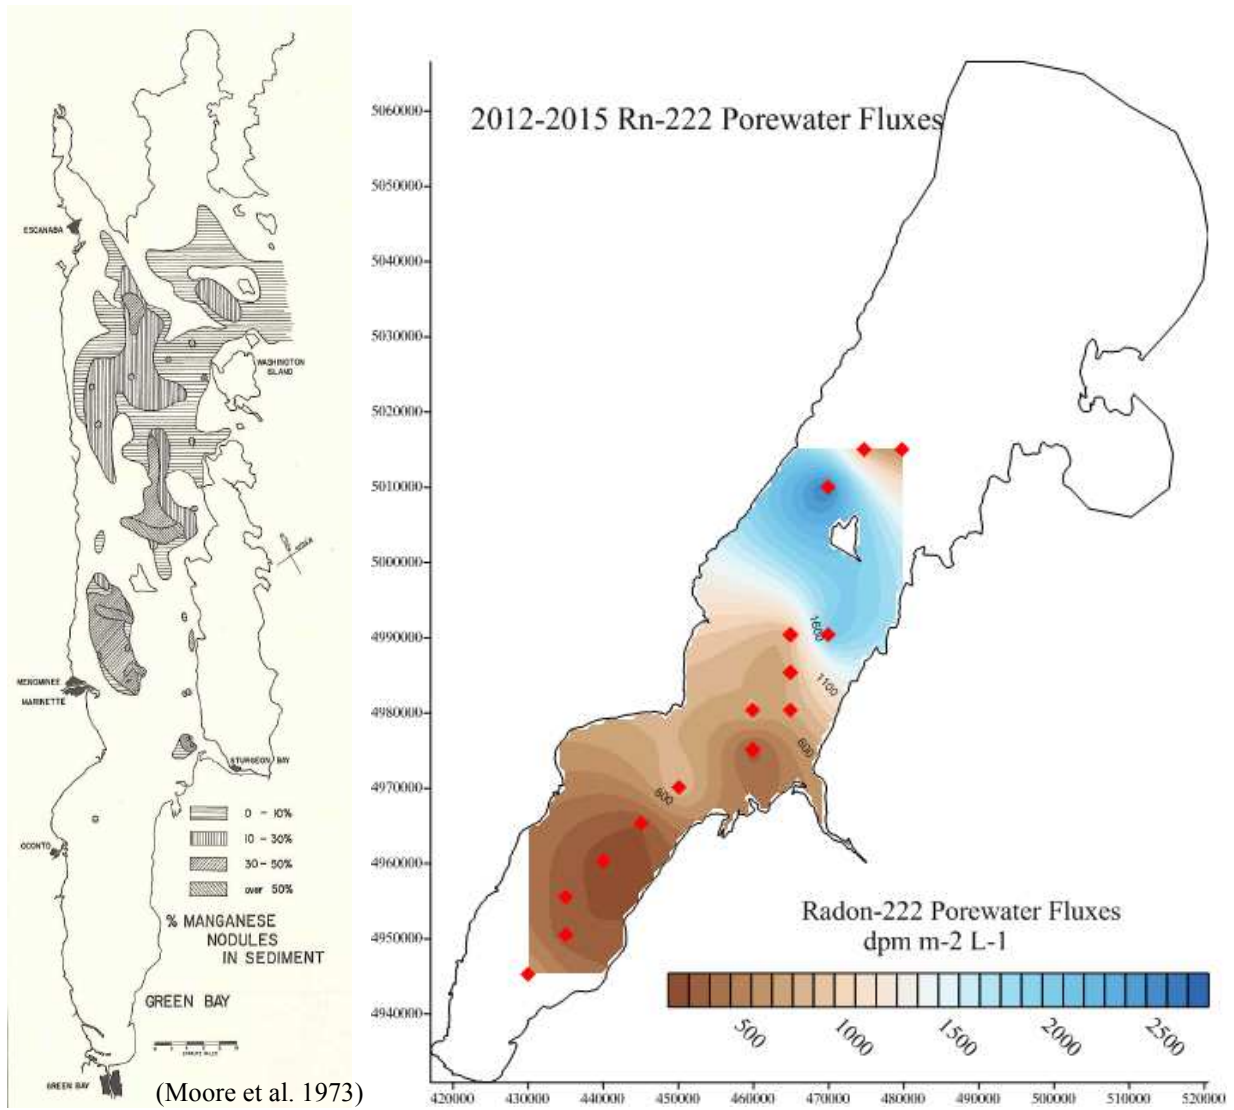 ESCANABA
WASHINGTON
ISLAND
NORTH
MENOMINEE
MARINETTE
STURGEON BAY
OCONTO
0 - 10%
10 - 30%
30 - 50%
over 50%
% MANGANESE
NODULES
IN SEDIMENT
GREEN BAY
GREEN BAY
(Moore et al. 1973)
2012-2015 Rn-222 Porewater Fluxes
5060000
5050000
5040000
5030000
5020000
5010000
5000000
4990000
4980000
4970000
4960000
4950000
4940000
1600
1100
600
600
Radon-222 Porewater Fluxes
dpm m-2 L-1
500
1000
1500
2000
2500
420000 430000 440000 450000 460000 470000 480000 490000 500000 510000 520000